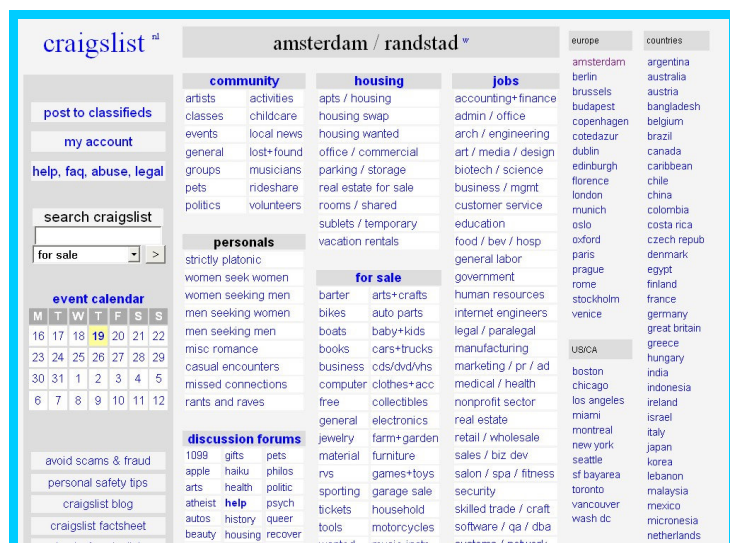 craigslist nl
post to classifieds
my account
help, faq, abuse, legal
search craigslist
for sale >
event calendar
M T W T F S S
16 17 18 19 20 21 22
23 24 25 26 27 28 29
30 31 1 2 3 4 5
6 7 8 9 10 11 12
avoid scams & fraud
personal safety tips
craigslist blog
craigslist factsheet
amsterdam / randstad w
community
artists activities
classes childcare
events local news
general lost+found
groups musicians
pets rideshare
politics volunteers
personals
strictly platonic
women seek women
women seeking men
men seeking women
men seeking men
misc romance
casual encounters
missed connections
rants and raves
discussion forums
1099 gifts pets
apple haiku philos
arts health politic
atheist help psych
autos history queer
beauty housing recover
housing
apts / housing
housing swap
housing wanted
office / commercial
parking / storage
real estate for sale
rooms / shared
sublets / temporary
vacation rentals
for sale
barter arts+crafts
bikes auto parts
boats baby+kids
books cars+trucks
business cds/dvd/vhs
computer clothes+acc
free collectibles
general electronics
jewelry farm+garden
material furniture
rvs games+toys
sporting garage sale
tickets household
tools motorcycles
wanted music instr
jobs
accounting+finance
admin / office
arch / engineering
art / media / design
biotech / science
business / mgmt
customer service
education
food / bev / hosp
general labor
government
human resources
internet engineers
legal / paralegal
manufacturing
marketing / pr / ad
medical / health
nonprofit sector
real estate
retail / wholesale
sales / biz dev
salon / spa / fitness
security
skilled trade / craft
software / qa / dba
systems / network
europe
amsterdam
berlin
brussels
budapest
copenhagen
cotedazur
dublin
edinburgh
florence
london
munich
oslo
oxford
paris
prague
rome
stockholm
venice
US/CA
boston
chicago
los angeles
miami
montreal
new york
seattle
sf bayarea
toronto
vancouver
wash dc
countries
argentina
australia
austria
bangladesh
belgium
brazil
canada
caribbean
chile
china
colombia
costa rica
czech repub
denmark
egypt
finland
france
germany
great britain
greece
hungary
india
indonesia
ireland
israel
italy
japan
korea
lebanon
malaysia
mexico
micronesia
netherlands